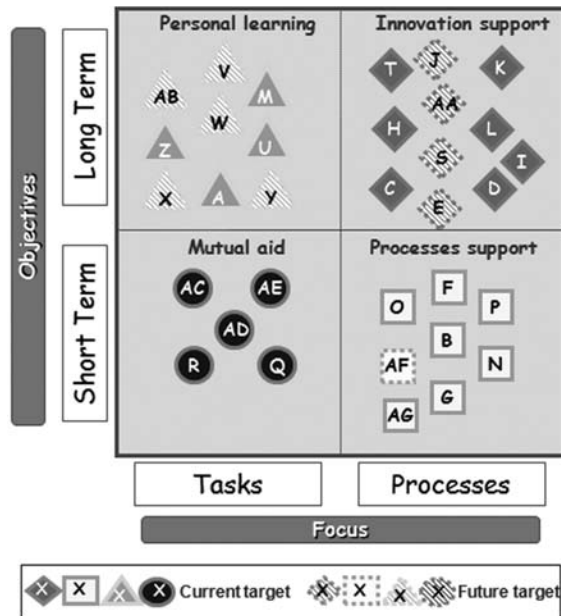 Personal learning
Innovation support
V
J
T
K
AB
M
AA
W
H
L
Z
U
S
I
X
A
Y
C
D
E
Mutual aid
Processes support
AC
AE
F
O
P
AD
B
R
Q
AF
N
G
AG
Objectives
Long Term
Short Term
Tasks
Processes
Focus
X X X X Current target X X X X Future target